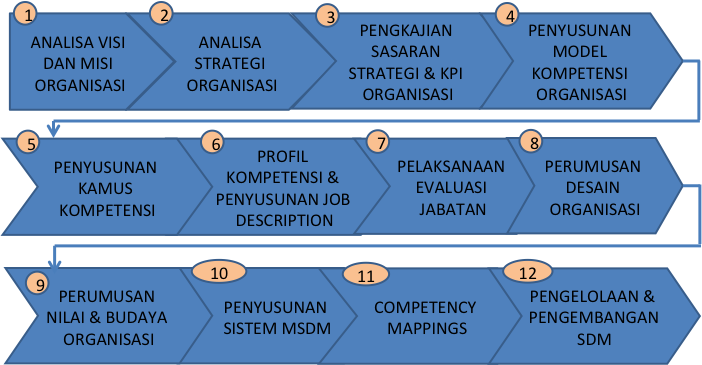 1
ANALISA VISI
DAN MISI
ORGANISASI
2
ANALISA
STRATEGI
ORGANISASI
3
PENGKAJIAN
SASARAN
STRATEGI & KPI
ORGANISASI
4
PENYUSUNAN
MODEL
KOMPETENSI
ORGANISASI
5
PENYUSUNAN
KAMUS
KOMPETENSI
6
PROFIL
KOMPETENSI &
PENYUSUNAN JOB
DESCRIPTION
7
PELAKSANAAN
EVALUASI
JABATAN
8
PERUMUSAN
DESAIN
ORGANISASI
9
PERUMUSAN
NILAI & BUDAYA
ORGANISASI
10
PENYUSUNAN
SISTEM MSDM
11
COMPETENCY
MAPPINGS
12
PENGELOLAAN &
PENGEMBANGAN
SDM